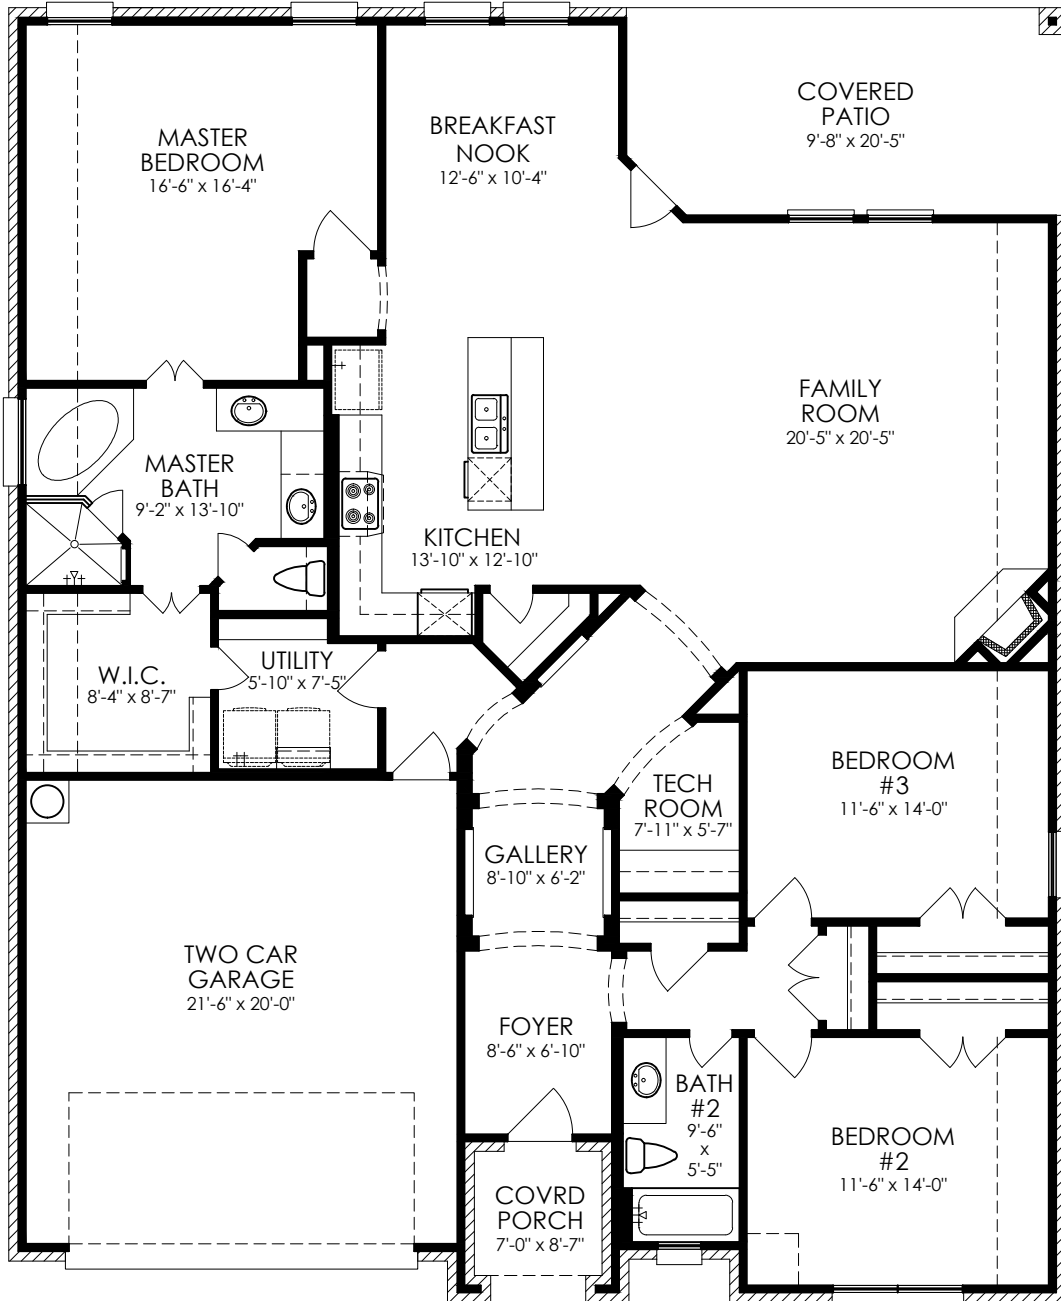 COVERED
PATIO
9'-8" x 20'-5"
MASTER
BEDROOM
16'-6" x 16'-4"
BREAKFAST
NOOK
12'-6" x 10'-4"
FAMILY
ROOM
20'-5" x 20'-5"
MASTER
BATH
9'-2" x 13'-10"
KITCHEN
13'-10" x 12'-10"
W.I.C.
8'-4" x 8'-7"
UTILITY
5'-10" x 7'-5"
TECH
ROOM
7'-11" x 5'-7"
BEDROOM
#3
11'-6" x 14'-0"
GALLERY
8'-10" x 6'-2"
TWO CAR
GARAGE
21'-6" x 20'-0"
FOYER
8'-6" x 6'-10"
BATH
#2
9'-6"
x
5'-5"
BEDROOM
#2
11'-6" x 14'-0"
COVRD
PORCH
7'-0" x 8'-7"